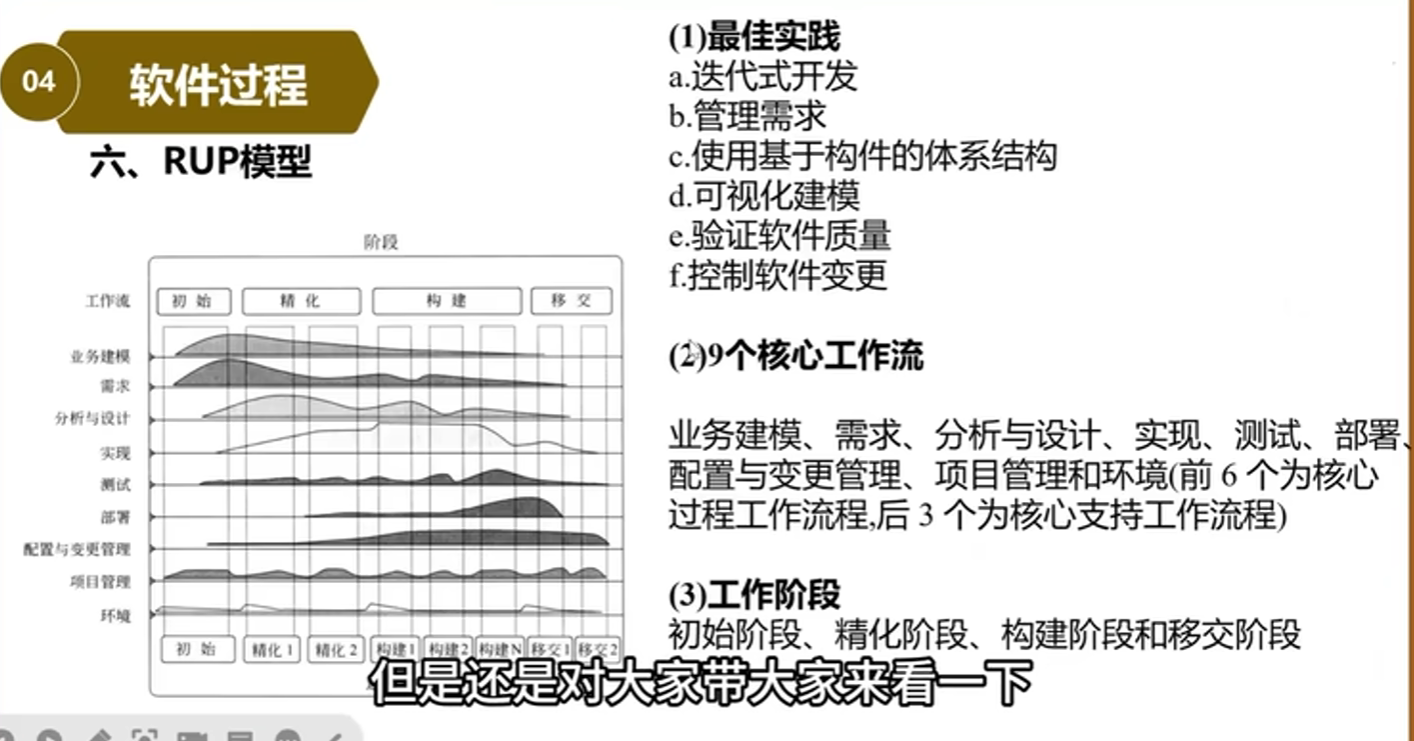 04
软件过程
六、RUP模型
阶段
工作流
初始 精化 构建 移交
业务建模
需求
分析与设计
实现
测试
部署
配置与变更管理
项目管理
环境
初始 精化1 精化2 构建1 构建2 构建N 移交1 移交2
(1)最佳实践
a.迭代式开发
b.管理需求
c.使用基于构件的体系结构
d.可视化建模
e.验证软件质量
f.控制软件变更
(2)9个核心工作流
业务建模、需求、分析与设计、实现、测试、部署、
配置与变更管理、项目管理和环境(前 6 个为核心
过程工作流程,后 3 个为核心支持工作流程)
(3)工作阶段
初始阶段、精化阶段、构建阶段和移交阶段
但是还是对大家带大家来看一下